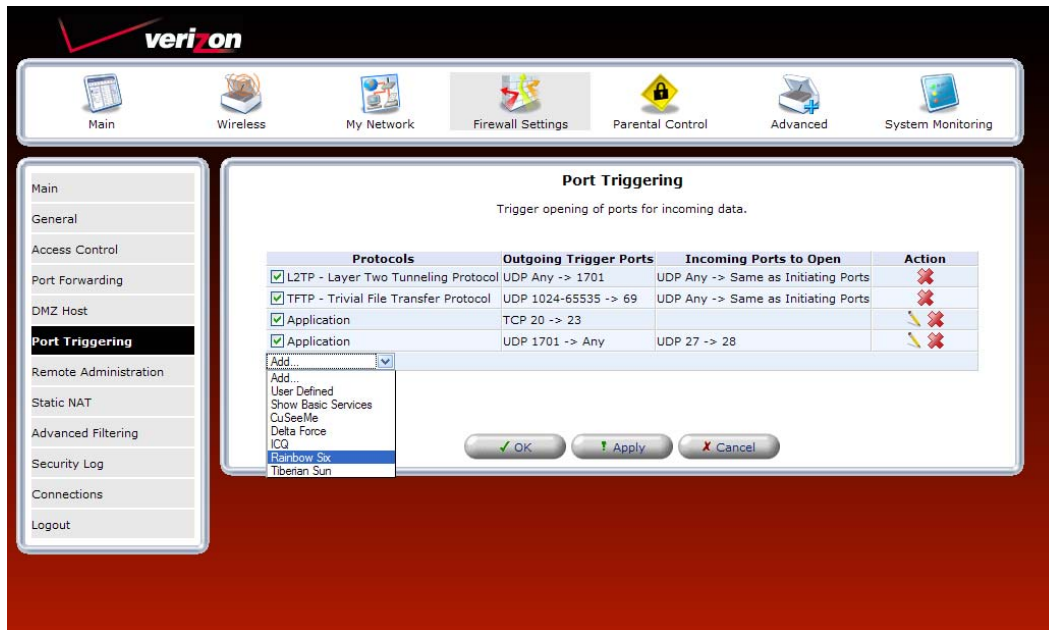 verizon
Main Wireless My Network Firewall Settings Parental Control Advanced System Monitoring
Main
General
Access Control
Port Forwarding
DMZ Host
Port Triggering
Remote Administration
Static NAT
Advanced Filtering
Security Log
Connections
Logout
Port Triggering
Trigger opening of ports for incoming data.
Protocols Outgoing Trigger Ports Incoming Ports to Open Action
L2TP - Layer Two Tunneling Protocol UDP Any -> 1701 UDP Any -> Same as Initiating Ports
TFTP - Trivial File Transfer Protocol UDP 1024-65535 -> 69 UDP Any -> Same as Initiating Ports
Application TCP 20 -> 23
Application UDP 1701 -> Any UDP 27 -> 28
Add...
Add...
User Defined
Show Basic Services
CuSeeMe
Delta Force
ICQ
Rainbow Six
Tiberian Sun
OK Apply Cancel